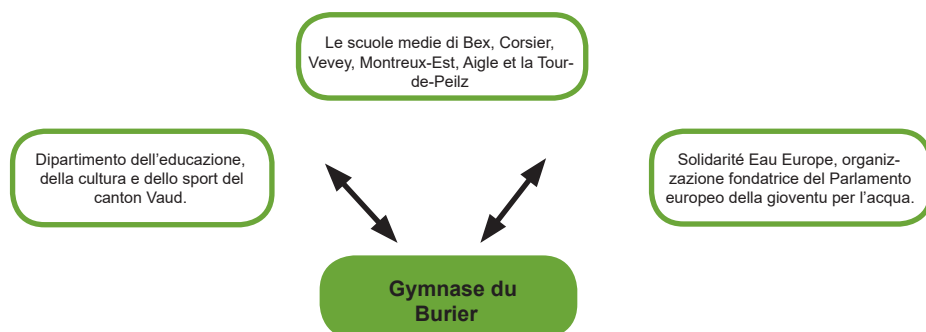 Le scuole medie di Bex, Corsier,
Vevey, Montreux-Est, Aigle et la Tour-
de-Peilz
Dipartimento dell'educazione,
della cultura e dello sport del
canton Vaud.
Solidarité Eau Europe, organiz-
zazione fondatrice del Parlamento
europeo della gioventu per l'acqua.
Gymnase du
Burier